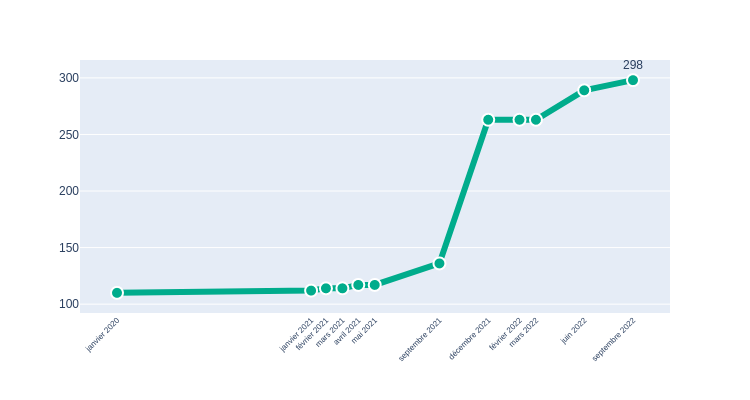 298
300
250
200
150
100
janvier 2020
janvier 2021
février 2021
mars 2021
avril 2021
mai 2021
septembre 2021
décembre 2021
février 2022
mars 2022
juin 2022
septembre 2022